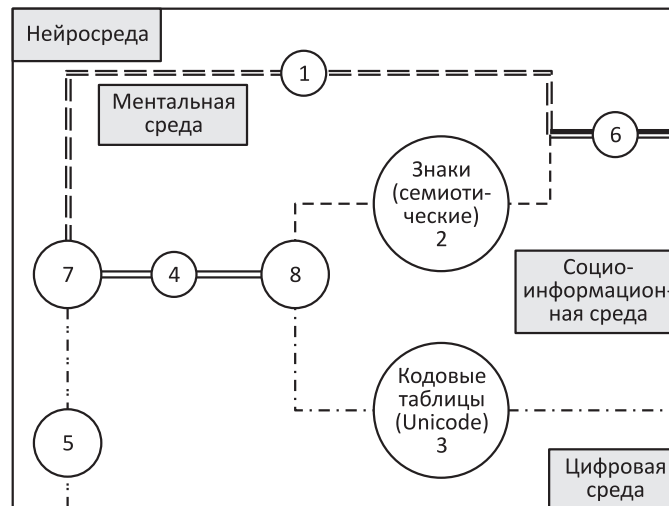 Нейросреда
1
Ментальная
среда
6
Знаки
(семиоти-
ческие)
2
7
4
8
Социо-
информацион-
ная среда
Кодовые
таблицы
(Unicode)
3
5
Цифровая
среда